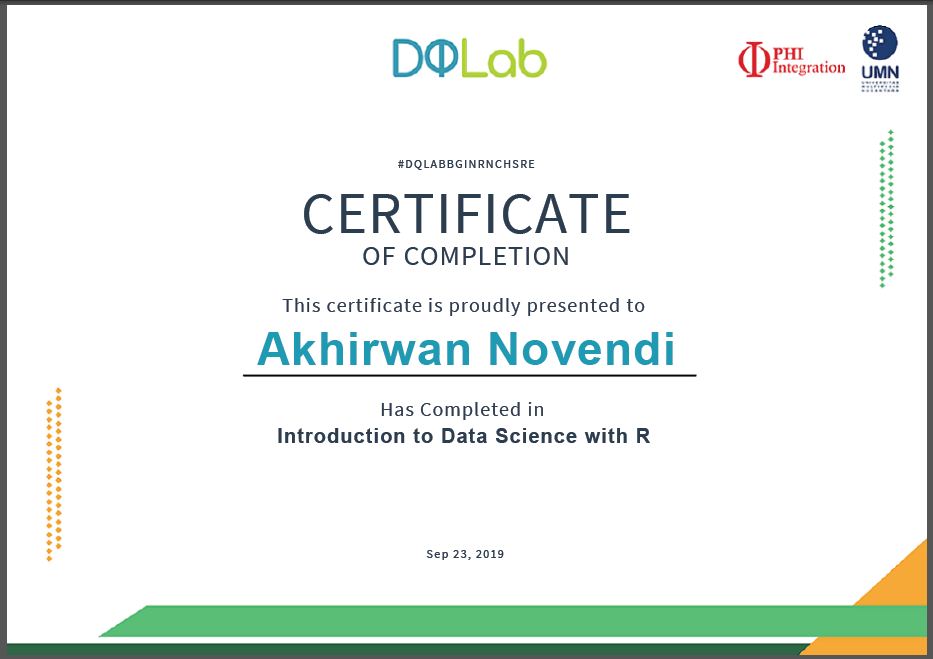 DQLab
PHI
Integration
UMN
UNIVERSITAS
MULTIMEDIA
NUSANTARA
#DQLABBGINRNCHSRE
CERTIFICATE
OF COMPLETION
This certificate is proudly presented to
Akhirwan Novendi
Has Completed in
Introduction to Data Science with R
Sep 23, 2019